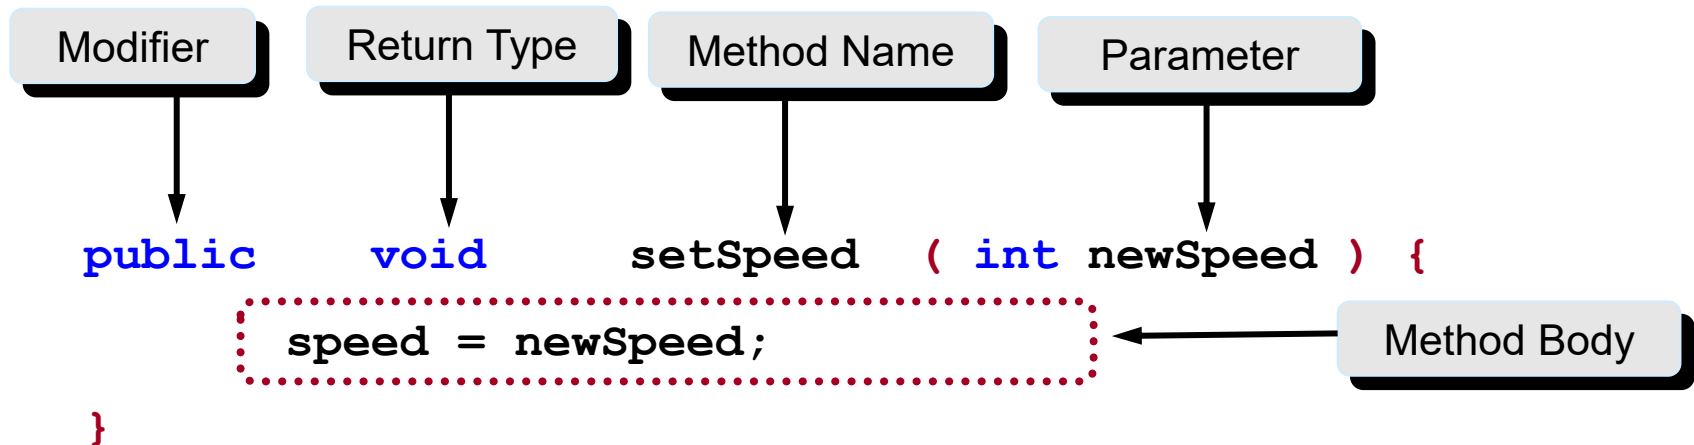 Modifier Return Type Method Name Parameter
public void setSpeed ( int newSpeed ) {
speed = newSpeed;
Method Body
}